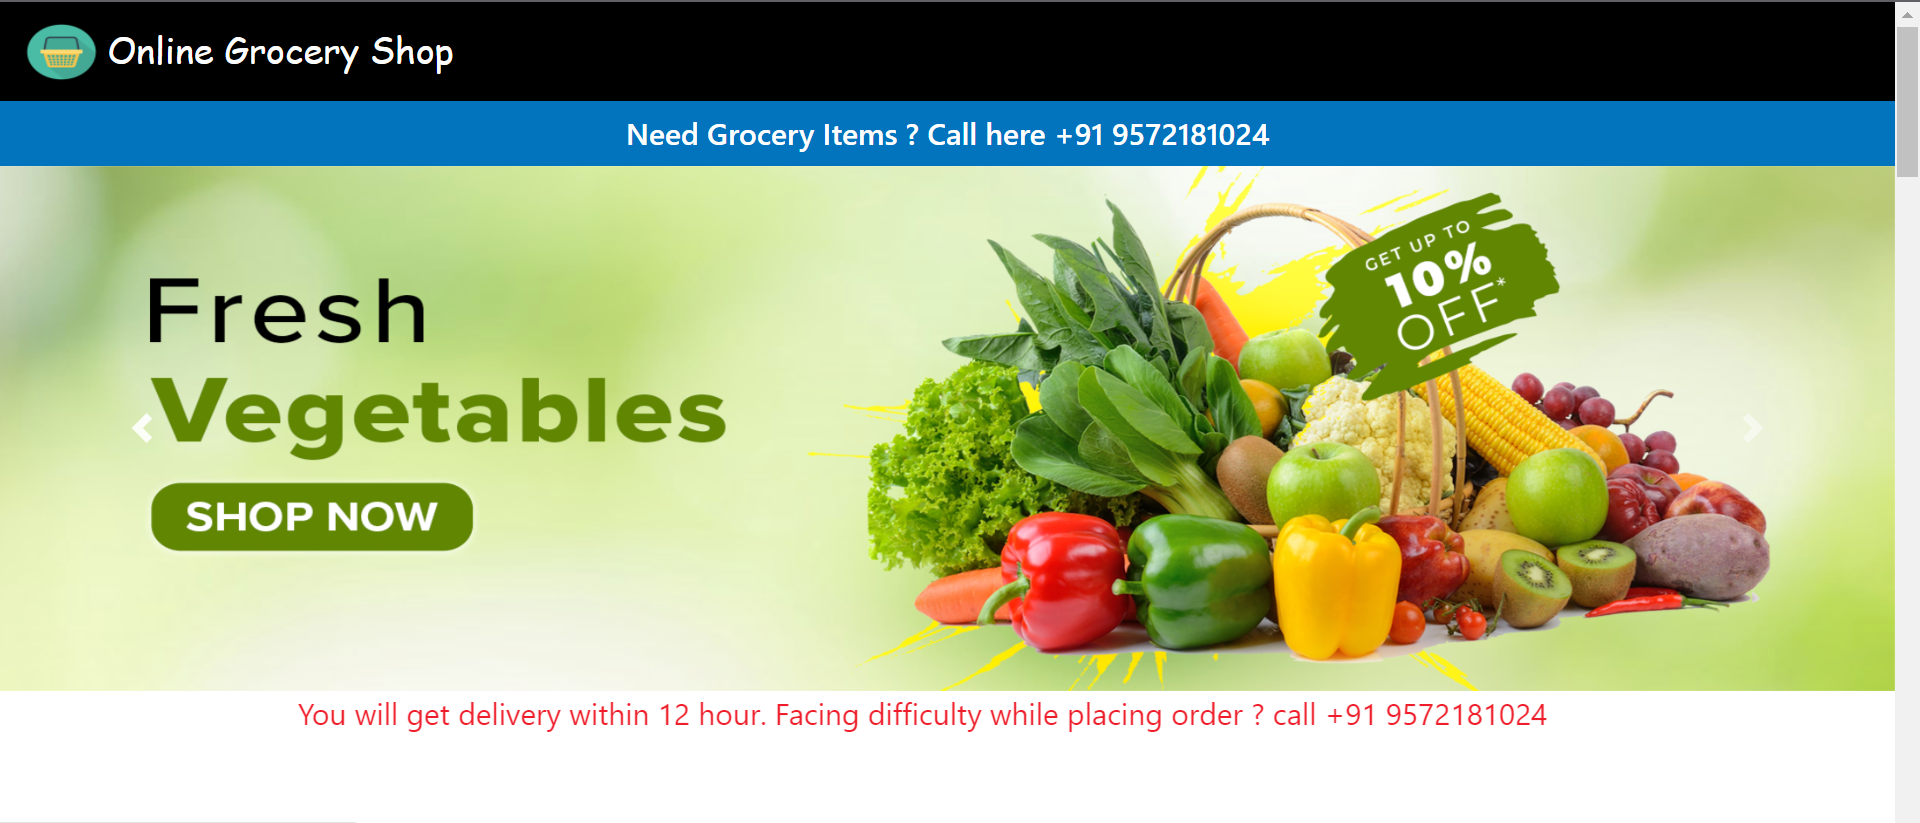 Online Grocery Shop
Need Grocery Items ? Call here +91 9572181024
GET UP TO
10%
OFF*
Fresh
Vegetables
SHOP NOW
You will get delivery within 12 hour. Facing difficulty while placing order ? call +91 9572181024